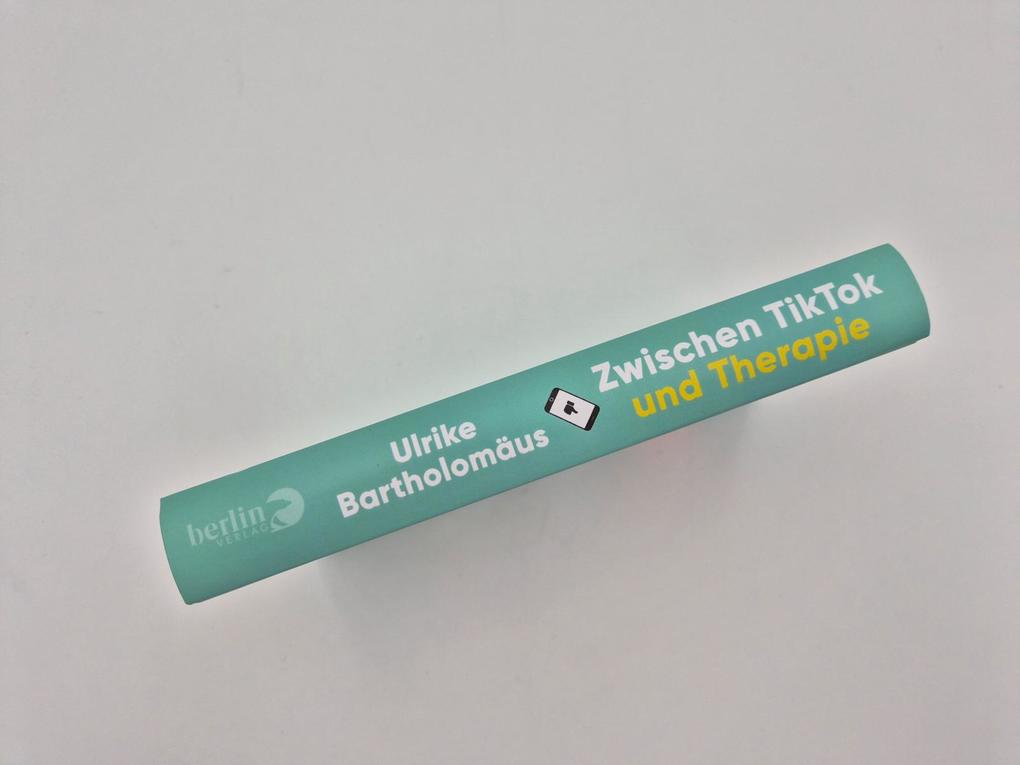 Ulrike
Bartholomäus
Zwischen TikTok
und Therapie
berlin
VERLAG